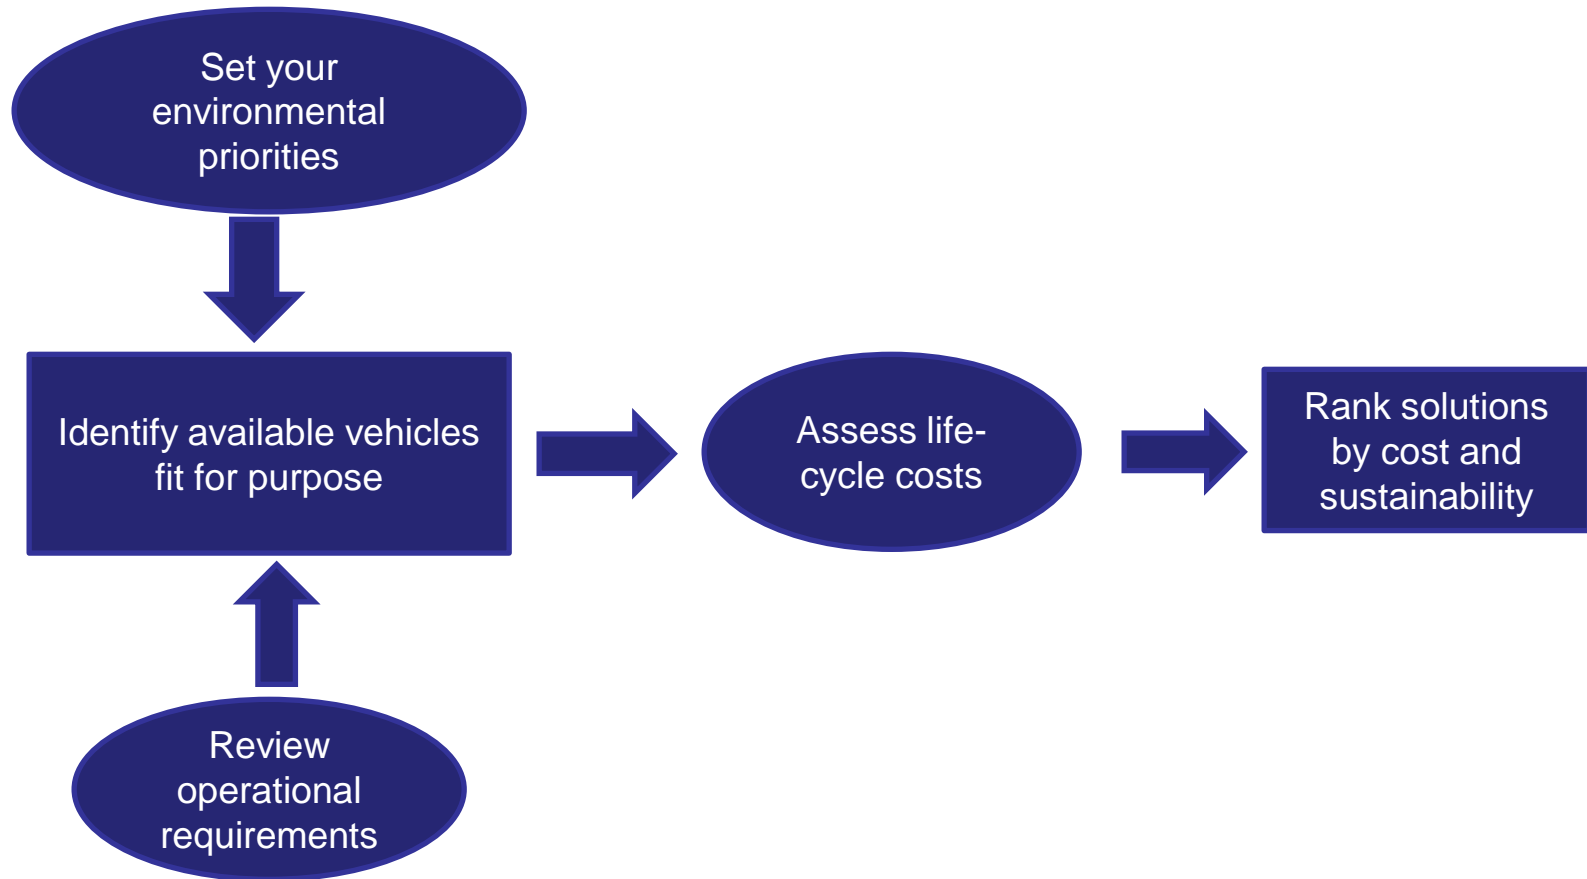 Set your
environmental
priorities
Identify available vehicles
fit for purpose
Assess life-
cycle costs
Rank solutions
by cost and
sustainability
Review
operational
requirements